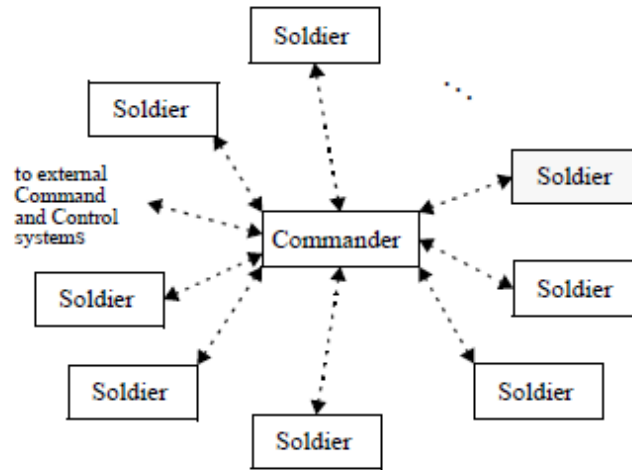 Soldier
Soldier
Soldier
to external
Command
and Control
systems
Commander
Soldier
Soldier
Soldier
Soldier
Soldier
...